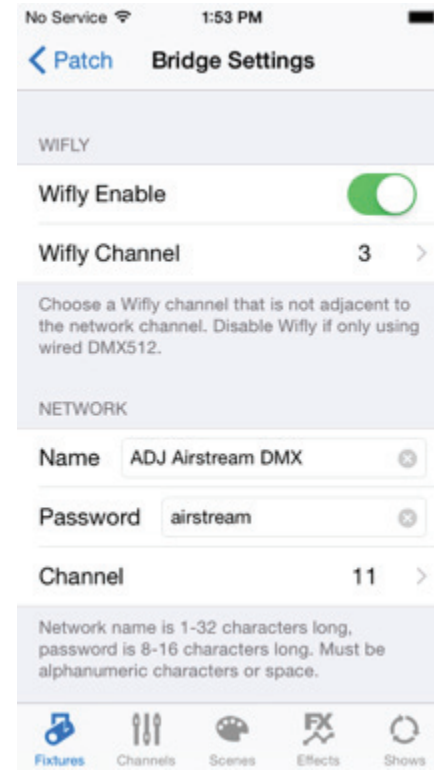 No Service 1:53 PM
Patch Bridge Settings
WIFLY
Wifly Enable
Wifly Channel 3
Choose a Wifly channel that is not adjacent to
the network channel. Disable Wifly if only using
wired DMX512.
NETWORK
Name ADJ Airstream DMX
Password airstream
Channel 11
Network name is 1-32 characters long,
password is 8-16 characters long. Must be
alphanumeric characters or space.
FX
Fixtures Channels Scenes Effects Shows